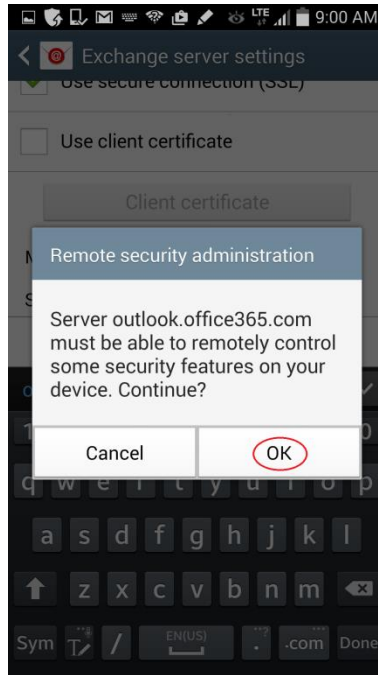 LTE 9:00 AM
Exchange server settings
Use secure connection (SSL)
Use client certificate
Client certificate
Remote security administration
Server outlook.office365.com
must be able to remotely control
some security features on your
device. Continue?
Cancel OK
q w e r t y u i o p
a s d f g h j k l
z x c v b n m
Sym T / EN(US) . .com Done